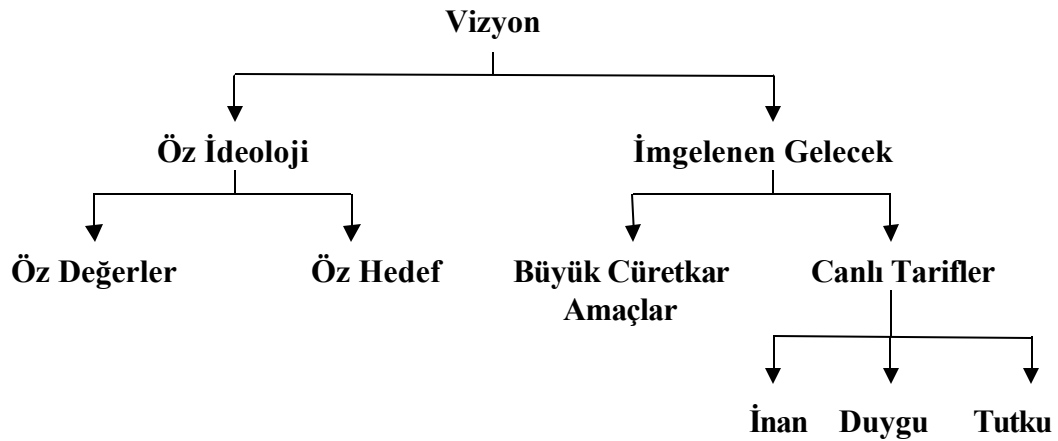 Vizyon
Öz İdeoloji İmgelenen Gelecek
Öz Değerler Öz Hedef Büyük Cüretkar Canlı Tarifler
Amaçlar
İnan Duygu Tutku